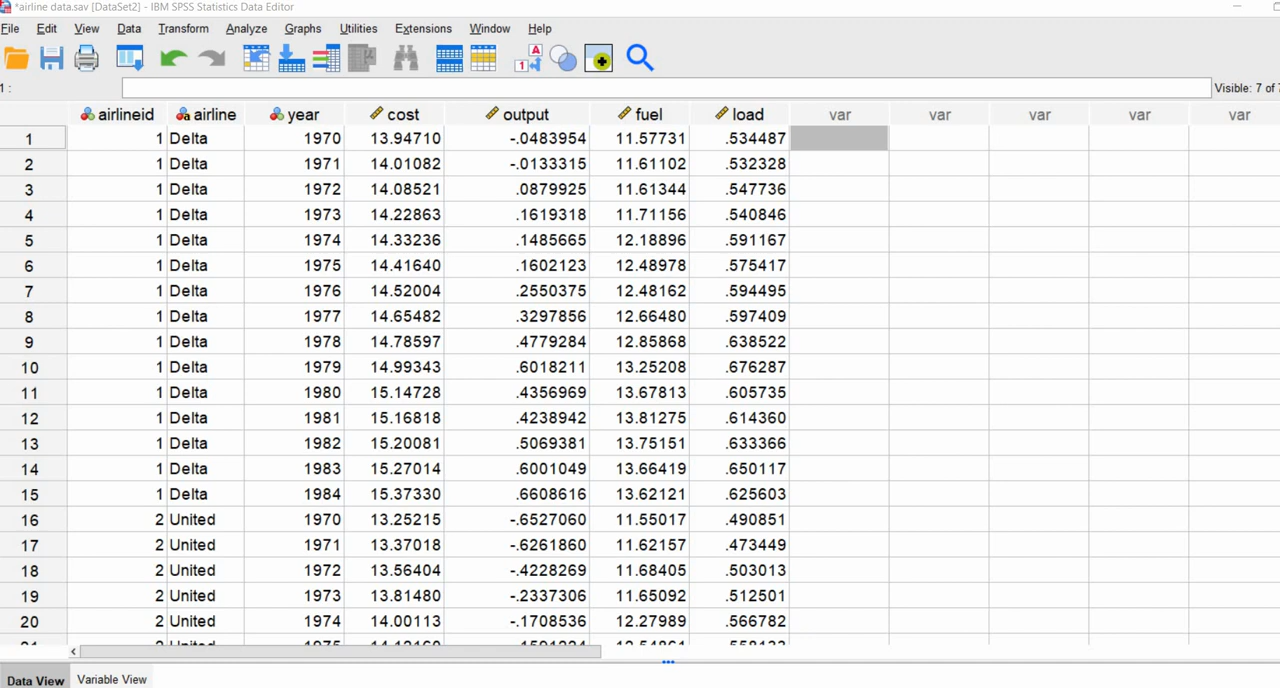 *airline data.sav [DataSet2] - IBM SPSS Statistics Data Editor
File Edit View Data Transform Analyze Graphs Utilities Extensions Window Help
1 : Visible: 7 of 7
airlineid airline year cost output fuel load var var var var var
1 1 Delta 1970 13.94710 -.0483954 11.57731 .534487
2 1 Delta 1971 14.01082 -.0133315 11.61102 .532328
3 1 Delta 1972 14.08521 .0879925 11.61344 .547736
4 1 Delta 1973 14.22863 .1619318 11.71156 .540846
5 1 Delta 1974 14.33236 .1485665 12.18896 .591167
6 1 Delta 1975 14.41640 .1602123 12.48978 .575417
7 1 Delta 1976 14.52004 .2550375 12.48162 .594495
8 1 Delta 1977 14.65482 .3297856 12.66480 .597409
9 1 Delta 1978 14.78597 .4779284 12.85868 .638522
10 1 Delta 1979 14.99343 .6018211 13.25208 .676287
11 1 Delta 1980 15.14728 .4356969 13.67813 .605735
12 1 Delta 1981 15.16818 .4238942 13.81275 .614360
13 1 Delta 1982 15.20081 .5069381 13.75151 .633366
14 1 Delta 1983 15.27014 .6001049 13.66419 .650117
15 1 Delta 1984 15.37330 .6608616 13.62121 .625603
16 2 United 1970 13.25215 -.6527060 11.55017 .490851
17 2 United 1971 13.37018 -.6261860 11.62157 .473449
18 2 United 1972 13.56404 -.4228269 11.68405 .503013
19 2 United 1973 13.81480 -.2337306 11.65092 .512501
20 2 United 1974 14.00113 -.1708536 12.27989 .566782
Data View Variable View